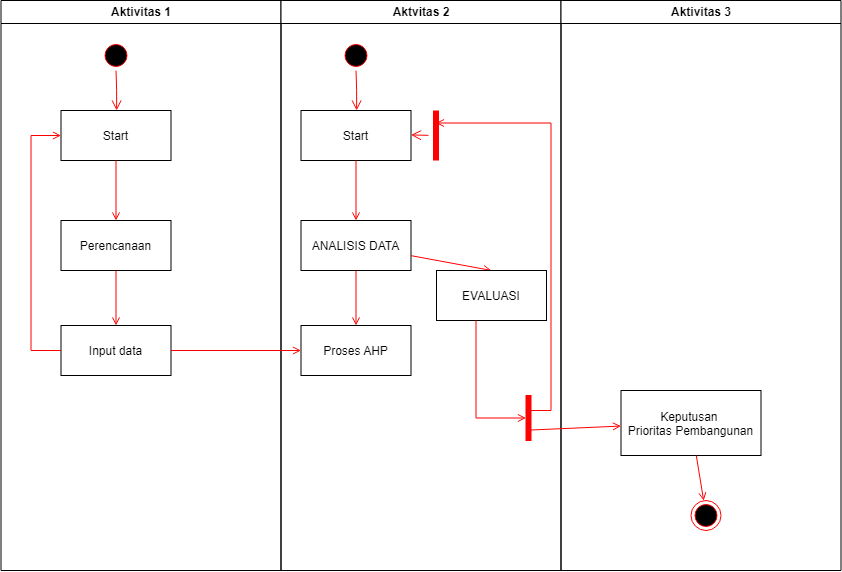 Aktivitas 1
Aktvitas 2
Aktivitas 3
Start
Start
Perencanaan
ANALISIS DATA
EVALUASI
Input data
Proses AHP
Keputusan
Prioritas Pembangunan